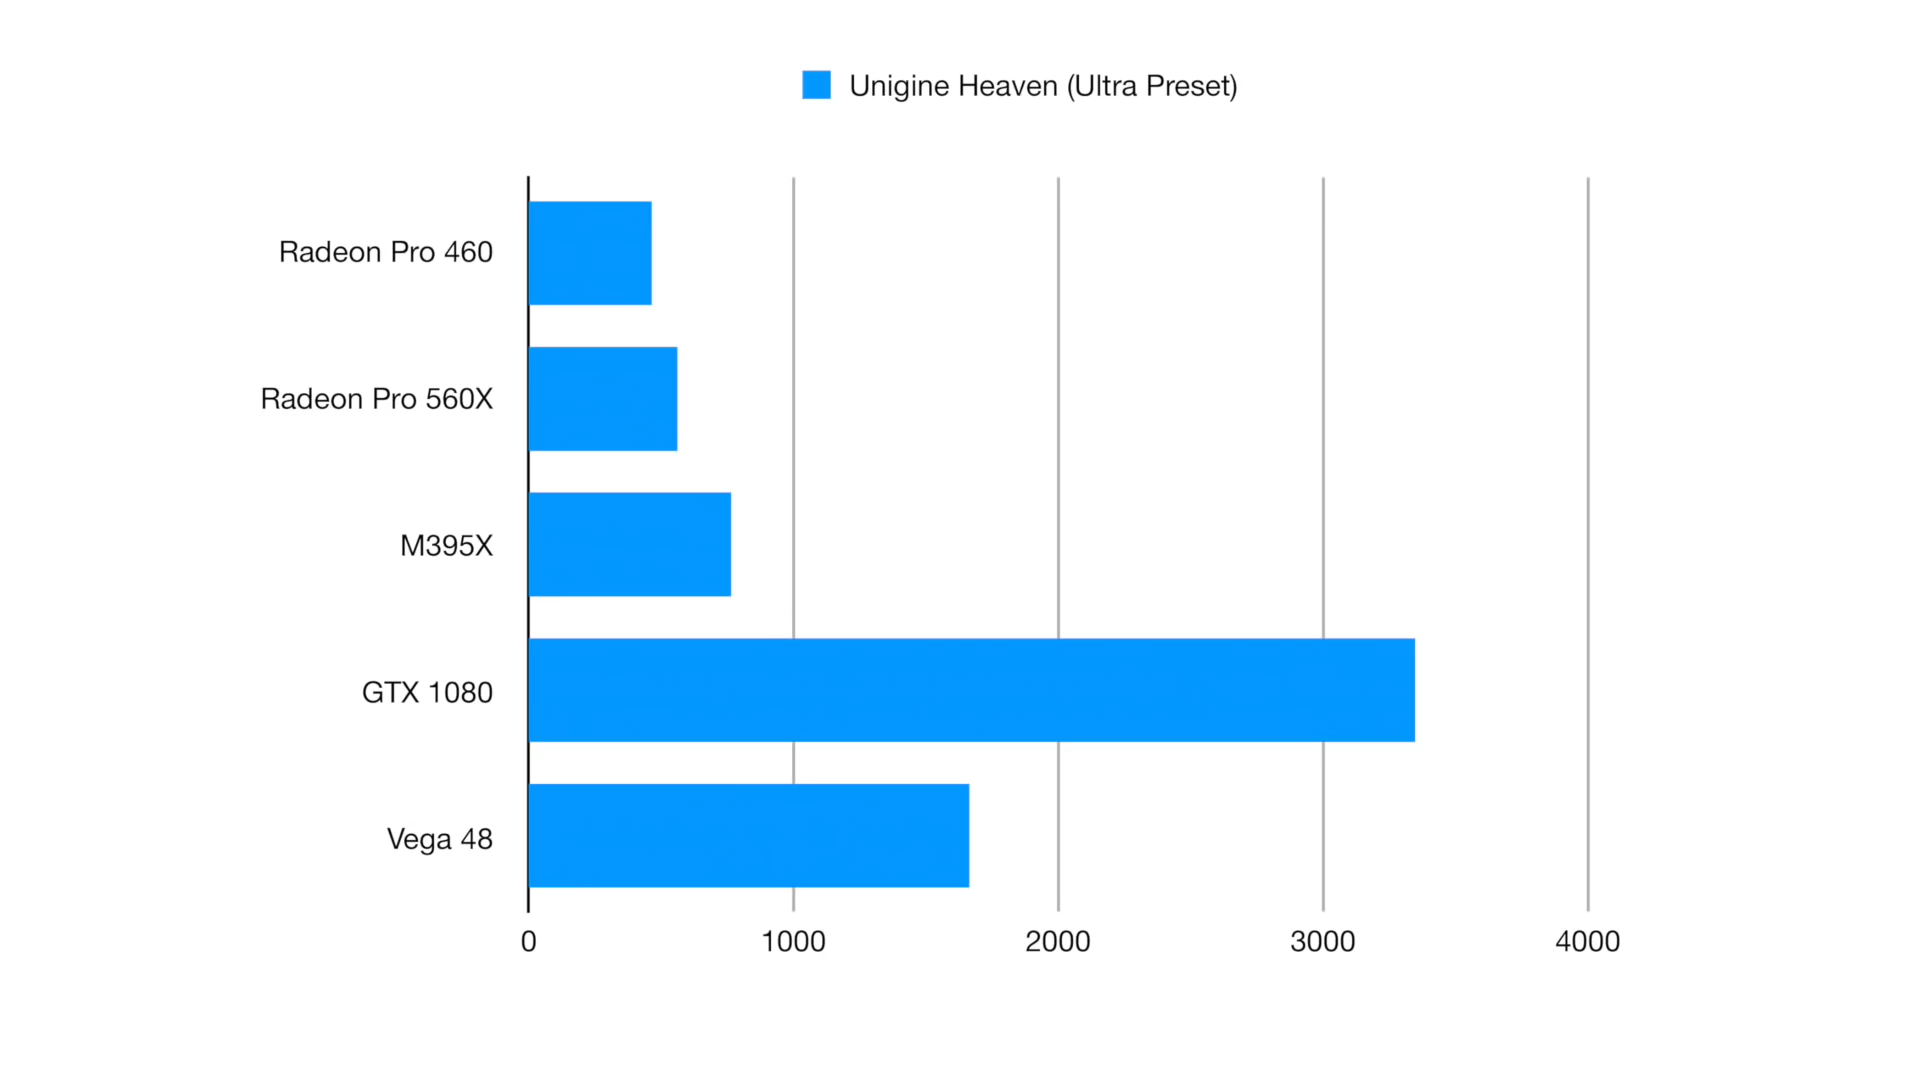 Unigine Heaven (Ultra Preset)
Radeon Pro 460
Radeon Pro 560X
M395X
GTX 1080
Vega 48
0 1000 2000 3000 4000